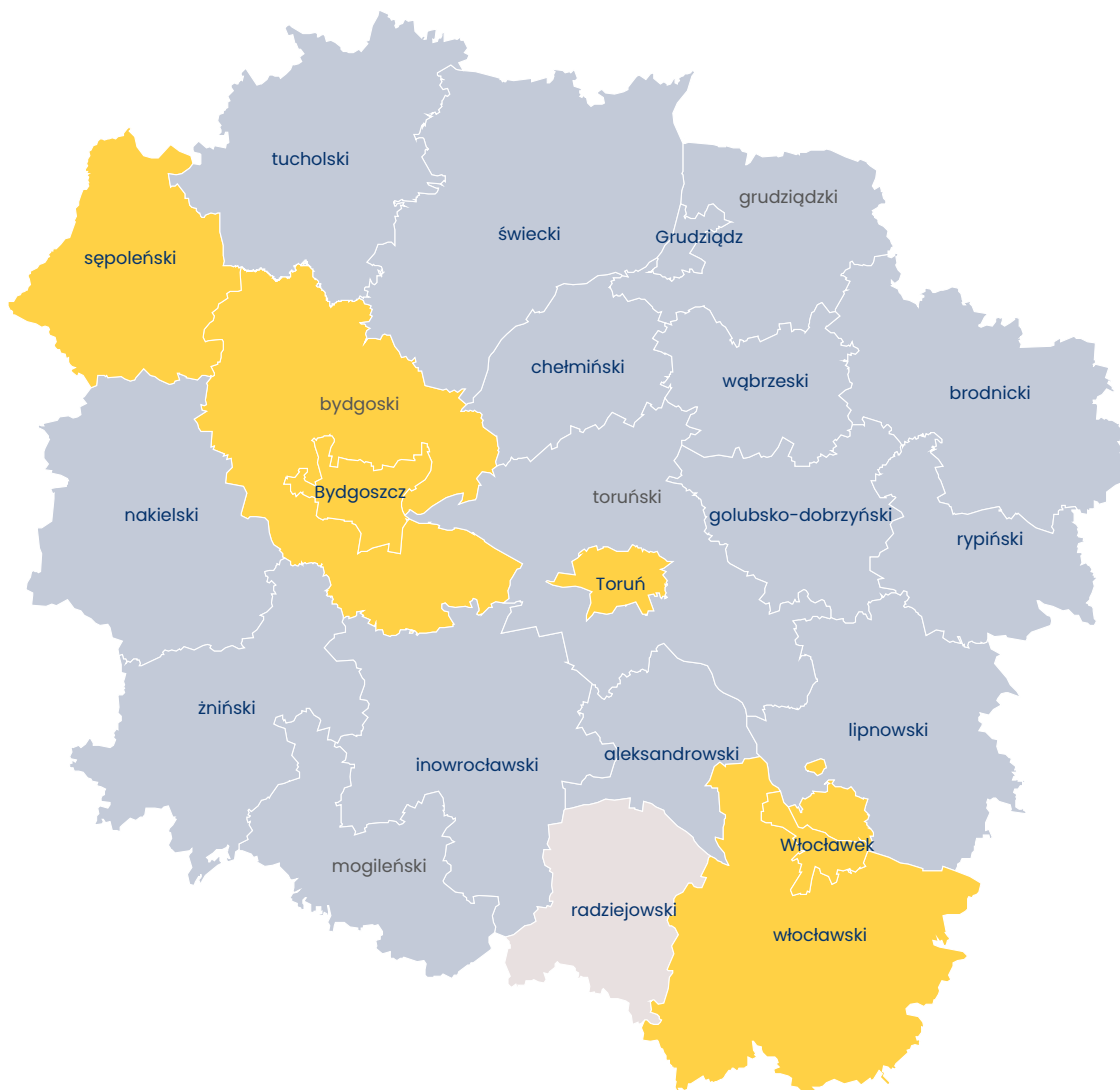 tucholski
grudziądzki
świecki
Grudziądz
sępoleński
chełmiński
wąbrzeski
brodnicki
bydgoski
Bydgoszcz
toruński
nakielski
golubsko-dobrzyński
rypiński
Toruń
żniński
lipnowski
aleksandrowski
inowrocławski
Włocławek
mogileński
radziejowski
włocławski